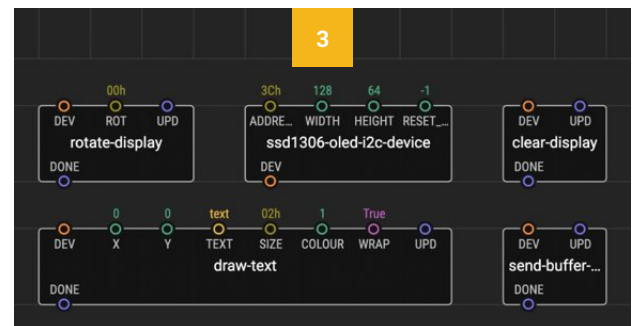 3
00h
DEV ROT UPD
rotate-display
DONE
3Ch 128 64 -1
ADDRE... WIDTH HEIGHT RESET_...
ssd1306-oled-i2c-device
DEV
DEV UPD
clear-display
DONE
0 0 text 02h 1 True
DEV X Y TEXT SIZE COLOUR WRAP UPD
draw-text
DONE
DEV UPD
send-buffer-...
DONE